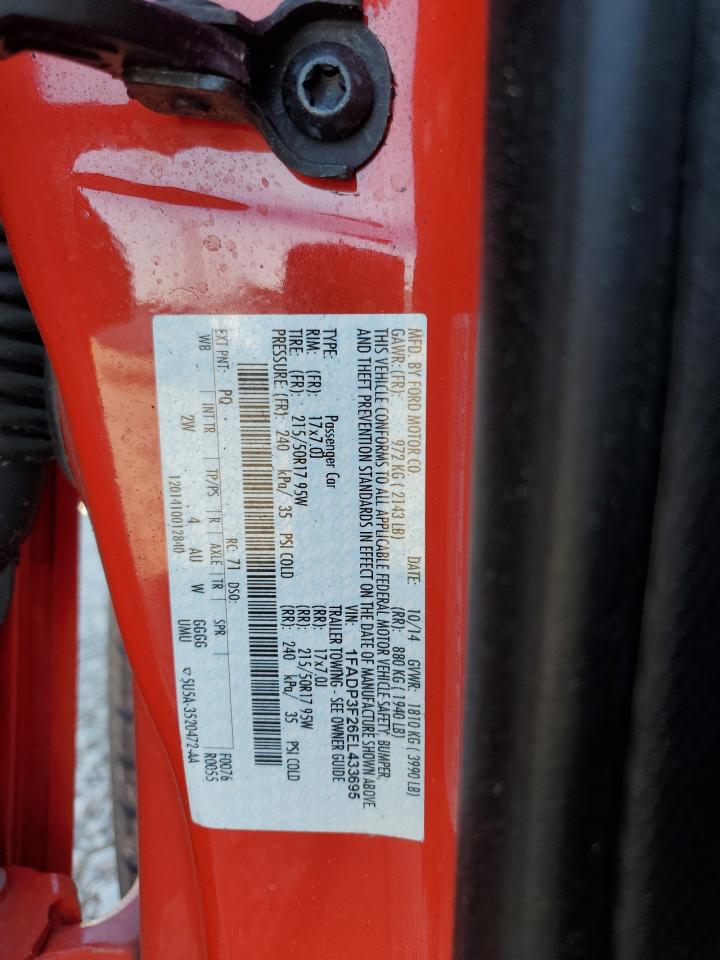 MFD. BY FORD MOTOR CO. DATE: 10/14 GVWR: 1810 KG ( 3990 LB)
GAWR: (FR): 972 KG ( 2143 LB) (RR): 880 KG ( 1940 LB)
THIS VEHICLE CONFORMS TO ALL APPLICABLE FEDERAL MOTOR VEHICLE SAFETY, BUMPER,
AND THEFT PREVENTION STANDARDS IN EFFECT ON THE DATE OF MANUFACTURE SHOWN ABOVE.
VIN: 1FADP3F26EL433695
TYPE: Passenger Car TRAILER TOWING - SEE OWNER GUIDE
RIM: (FR): 17x7.0J (RR): 17x7.0J
TIRE: (FR): 215/50R17 95W (RR): 215/50R17 95W
PRESSURE: (FR): 240 kPa/ 35 PSI COLD (RR): 240 kPa/ 35 PSI COLD
EXT PNT: PQ RC: 71 DSO: F0076
WB INT TR TP/PS R AXLE TR SPR R0055
2W 4 AU W GGGG
UMU
1201410012840 5U5A-3520472-AA